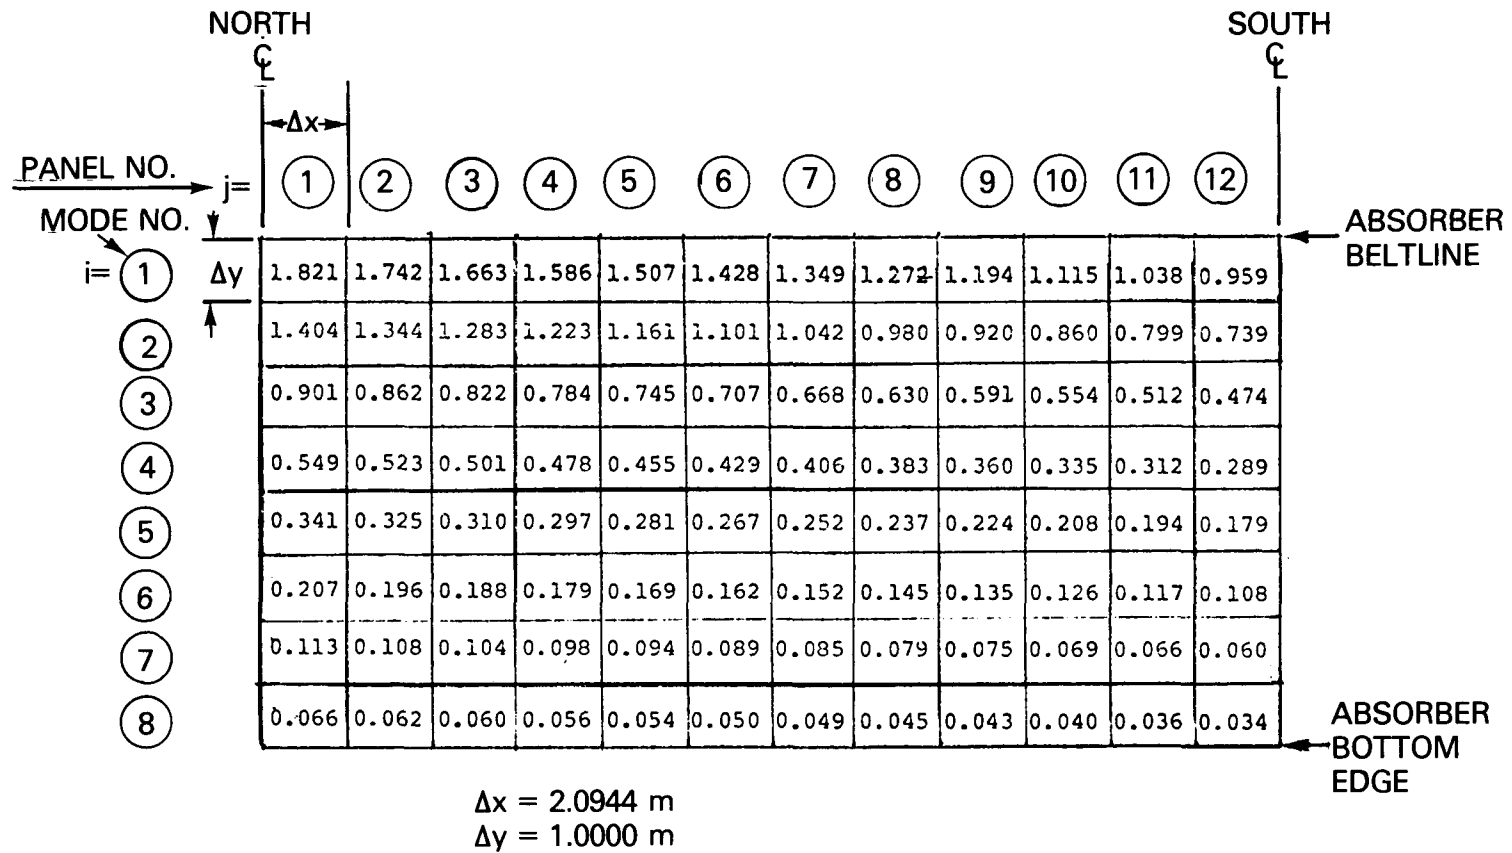 NORTH
SOUTH
℄
℄
Δx
PANEL NO.
j= 1 2 3 4 5 6 7 8 9 10 11 12
MODE NO.
ABSORBER
BELTLINE
i= 1 Δy 1.821 1.742 1.663 1.586 1.507 1.428 1.349 1.272 1.194 1.115 1.038 0.959
2 1.404 1.344 1.283 1.223 1.161 1.101 1.042 0.980 0.920 0.860 0.799 0.739
3 0.901 0.862 0.822 0.784 0.745 0.707 0.668 0.630 0.591 0.554 0.512 0.474
4 0.549 0.523 0.501 0.478 0.455 0.429 0.406 0.383 0.360 0.335 0.312 0.289
5 0.341 0.325 0.310 0.297 0.281 0.267 0.252 0.237 0.224 0.208 0.194 0.179
6 0.207 0.196 0.188 0.179 0.169 0.162 0.152 0.145 0.135 0.126 0.117 0.108
7 0.113 0.108 0.104 0.098 0.094 0.089 0.085 0.079 0.075 0.069 0.066 0.060
8 0.066 0.062 0.060 0.056 0.054 0.050 0.049 0.045 0.043 0.040 0.036 0.034
ABSORBER
BOTTOM
EDGE
Δx = 2.0944 m
Δy = 1.0000 m